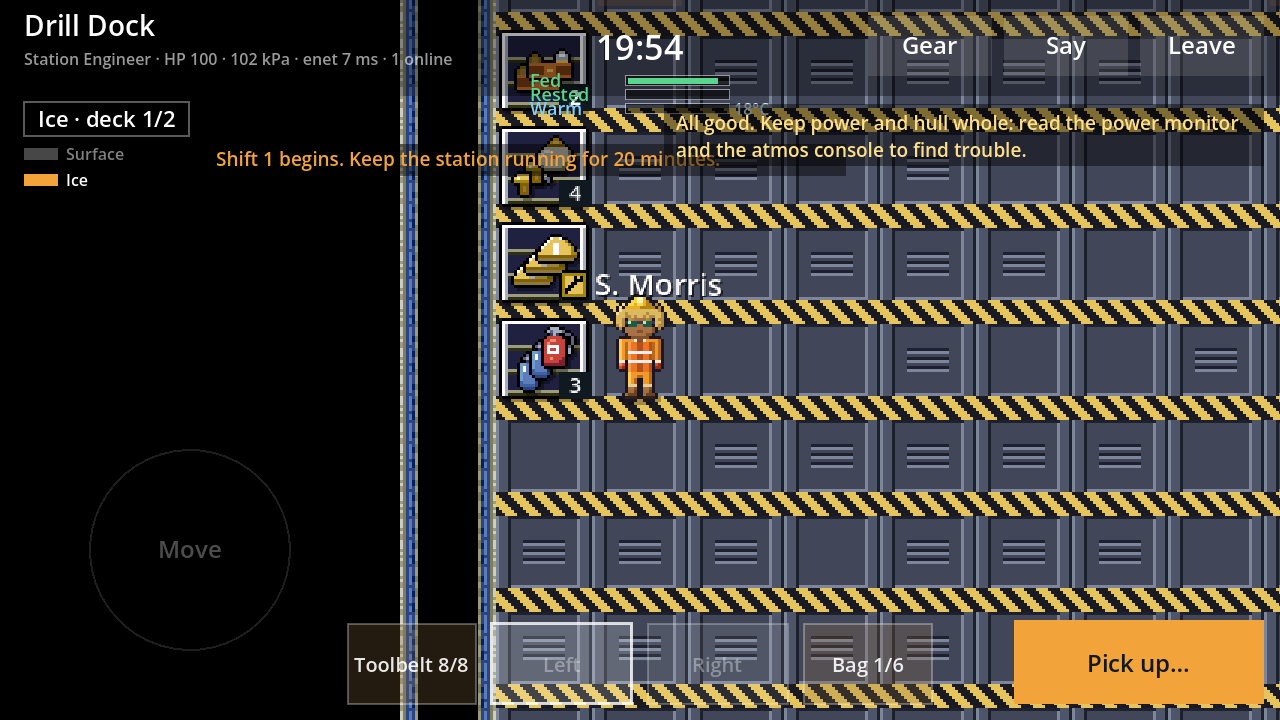 Drill Dock
Station Engineer · HP 100 · 102 kPa · enet 7 ms · 1 online
19:54
Gear
Say
Leave
Fed
Rested
Warm
2
18°C
Ice · deck 1/2
Surface
Ice
All good. Keep power and hull whole: read the power monitor
and the atmos console to find trouble.
Shift 1 begins. Keep the station running for 20 minutes.
4
S. Morris
3
Move
Toolbelt 8/8
Left
Right
Bag 1/6
Pick up...